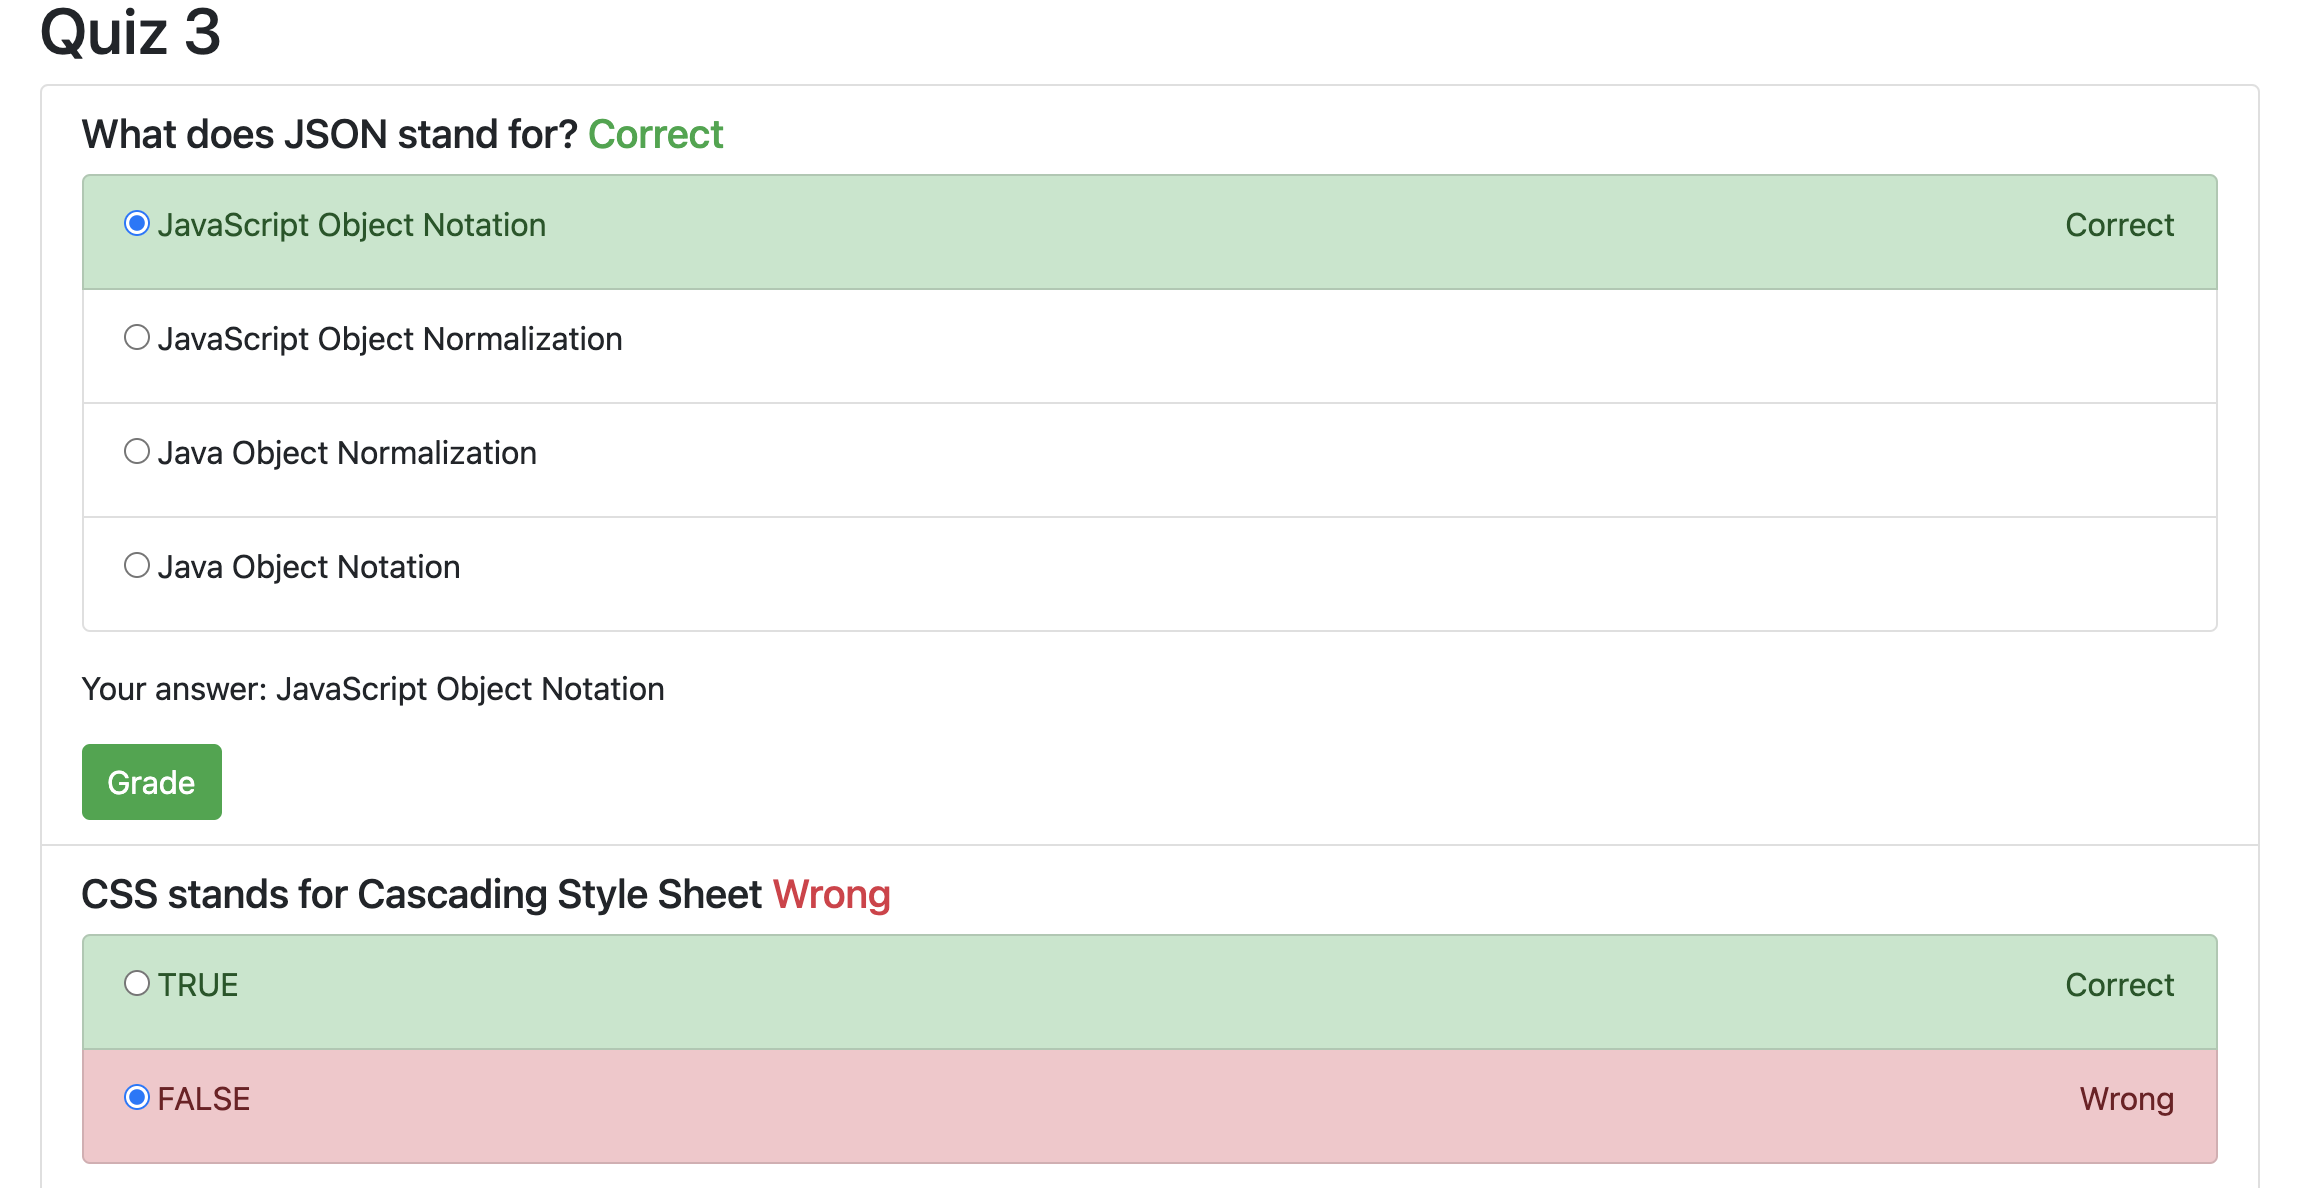 Quiz 3
What does JSON stand for? Correct
JavaScript Object Notation Correct
JavaScript Object Normalization
Java Object Normalization
Java Object Notation
Your answer: JavaScript Object Notation
Grade
CSS stands for Cascading Style Sheet Wrong
TRUE Correct
FALSE Wrong